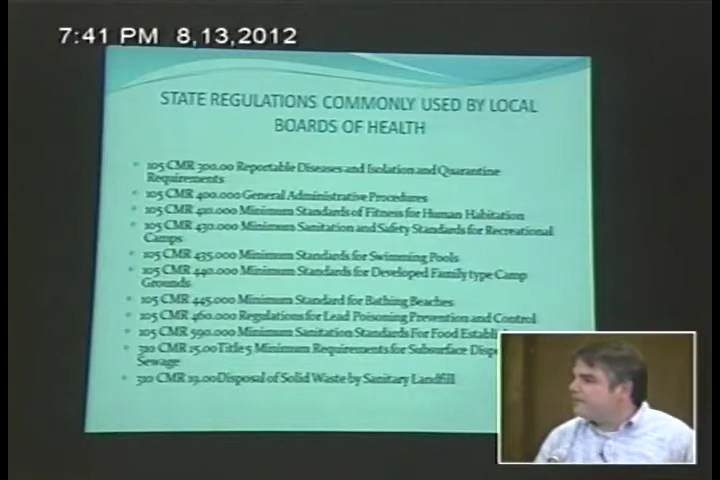 7:41 PM 8,13,2012
STATE REGULATIONS COMMONLY USED BY LOCAL
BOARDS OF HEALTH
105 CMR 300.00 Reportable Diseases and Isolation and Quarantine
Requirements
105 CMR 400.000 General Administrative Procedures
105 CMR 410.000 Minimum Standards of Fitness for Human Habitation
105 CMR 430.000 Minimum Sanitation and Safety Standards for Recreational
Camps
105 CMR 435.000 Minimum Standards for Swimming Pools
105 CMR 440.000 Minimum Standards for Developed Family type Camp
Grounds
105 CMR 445.000 Minimum Standard for Bathing Beaches
105 CMR 460.000 Regulations for Lead Poisoning Prevention and Control
105 CMR 590.000 Minimum Sanitation Standards For Food
310 CMR 15.00 Title 5 Minimum Requirements for Subsurface
Sewage
310 CMR 19.00 Disposal of Solid Waste by Sanitary Landfill